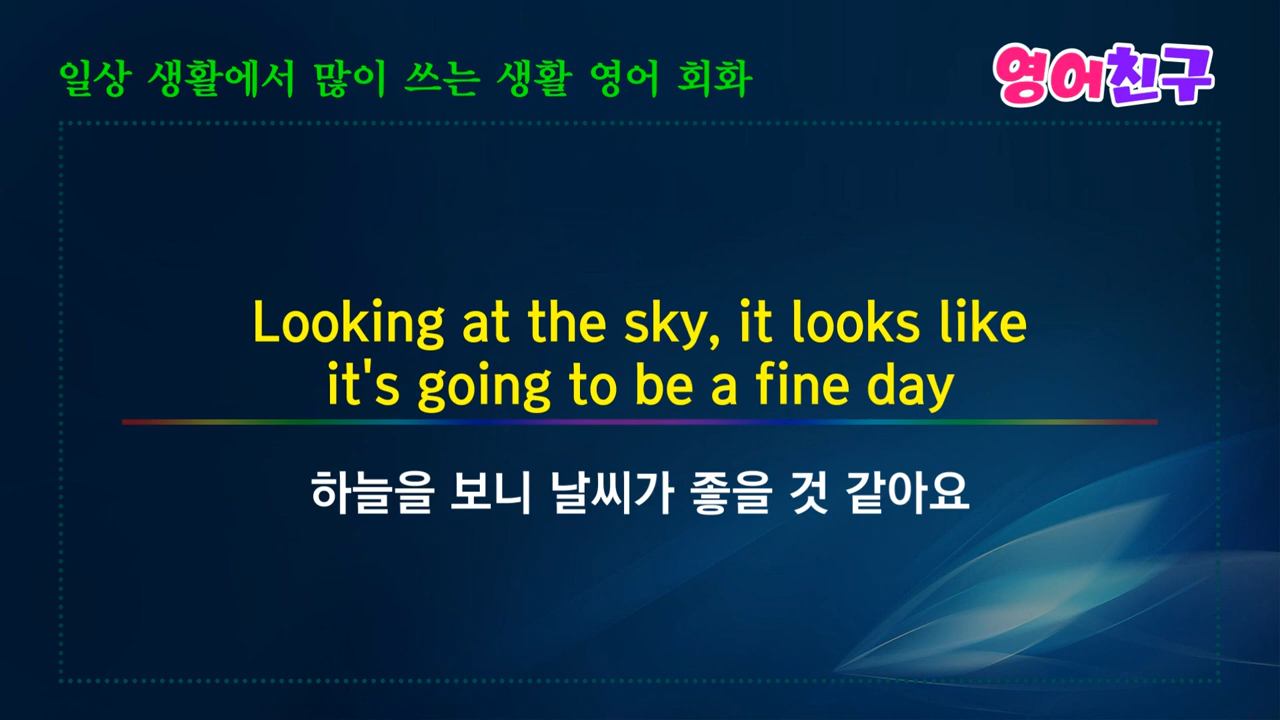 일상 생활에서 많이 쓰는 생활 영어 회화
영어친구
Looking at the sky, it looks like
it's going to be a fine day
하늘을 보니 날씨가 좋을 것 같아요